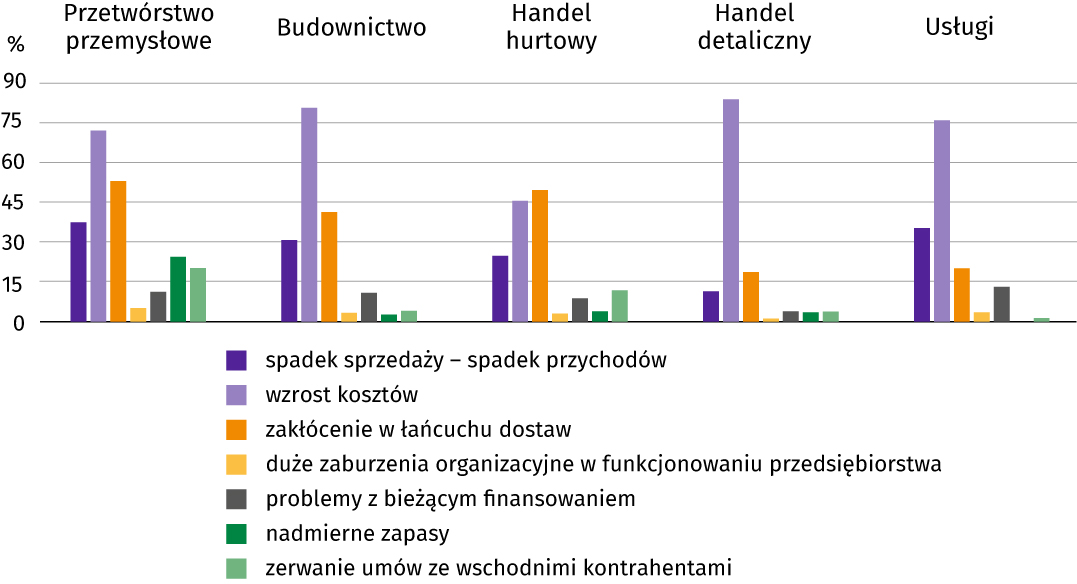 Przetwórstwo
przemysłowe
Budownictwo
Handel
hurtowy
Handel
detaliczny
Usługi
%
90
75
60
45
30
15
0
spadek sprzedaży – spadek przychodów
wzrost kosztów
zakłócenie w łańcuchu dostaw
duże zaburzenia organizacyjne w funkcjonowaniu przedsiębiorstwa
problemy z bieżącym finansowaniem
nadmierne zapasy
zerwanie umów ze wschodnimi kontrahentami